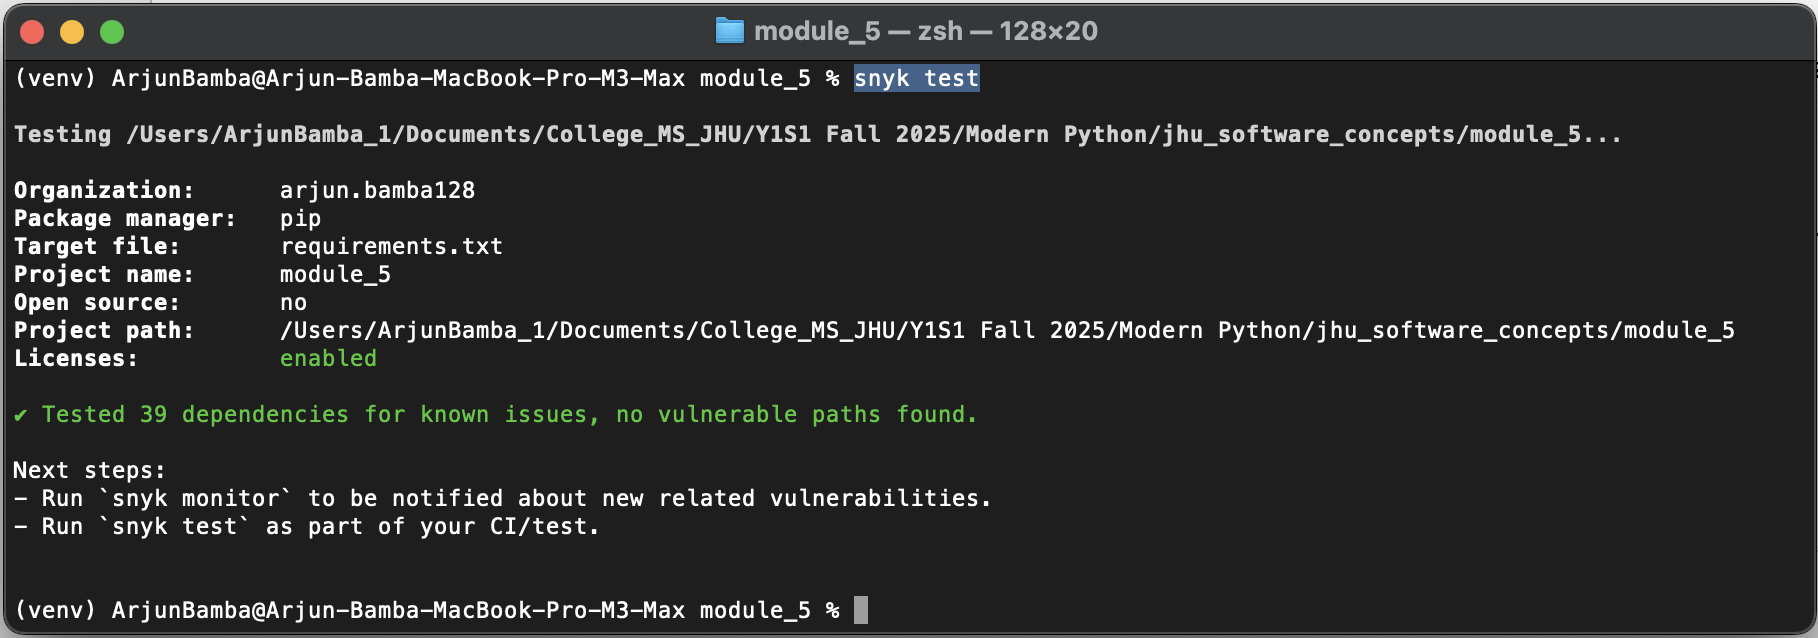 module_5 — zsh — 128×20
(venv) ArjunBamba@Arjun-Bamba-MacBook-Pro-M3-Max module_5 % snyk test
Testing /Users/ArjunBamba_1/Documents/College_MS_JHU/Y1S1 Fall 2025/Modern Python/jhu_software_concepts/module_5...
Organization:      arjun.bamba128
Package manager:   pip
Target file:       requirements.txt
Project name:      module_5
Open source:       no
Project path:      /Users/ArjunBamba_1/Documents/College_MS_JHU/Y1S1 Fall 2025/Modern Python/jhu_software_concepts/module_5
Licenses:          enabled
✔ Tested 39 dependencies for known issues, no vulnerable paths found.
Next steps:
- Run `snyk monitor` to be notified about new related vulnerabilities.
- Run `snyk test` as part of your CI/test.
(venv) ArjunBamba@Arjun-Bamba-MacBook-Pro-M3-Max module_5 %